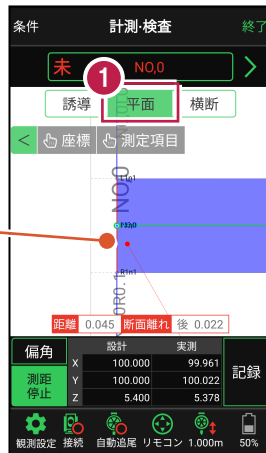 条件 計測・検査 終了
未 NO,0
1
誘導 平面 横断
< 座標 測定項目
NO,0
L1n1
R1n1
距離 0.045 断面離れ 後 0.022
偏角 設計 実測
X 100.000 99.961
測距停止 Y 100.000 100.022 記録
Z 5.400 5.378
観測設定 接続 自動追尾 リモコン 1.000m 50%